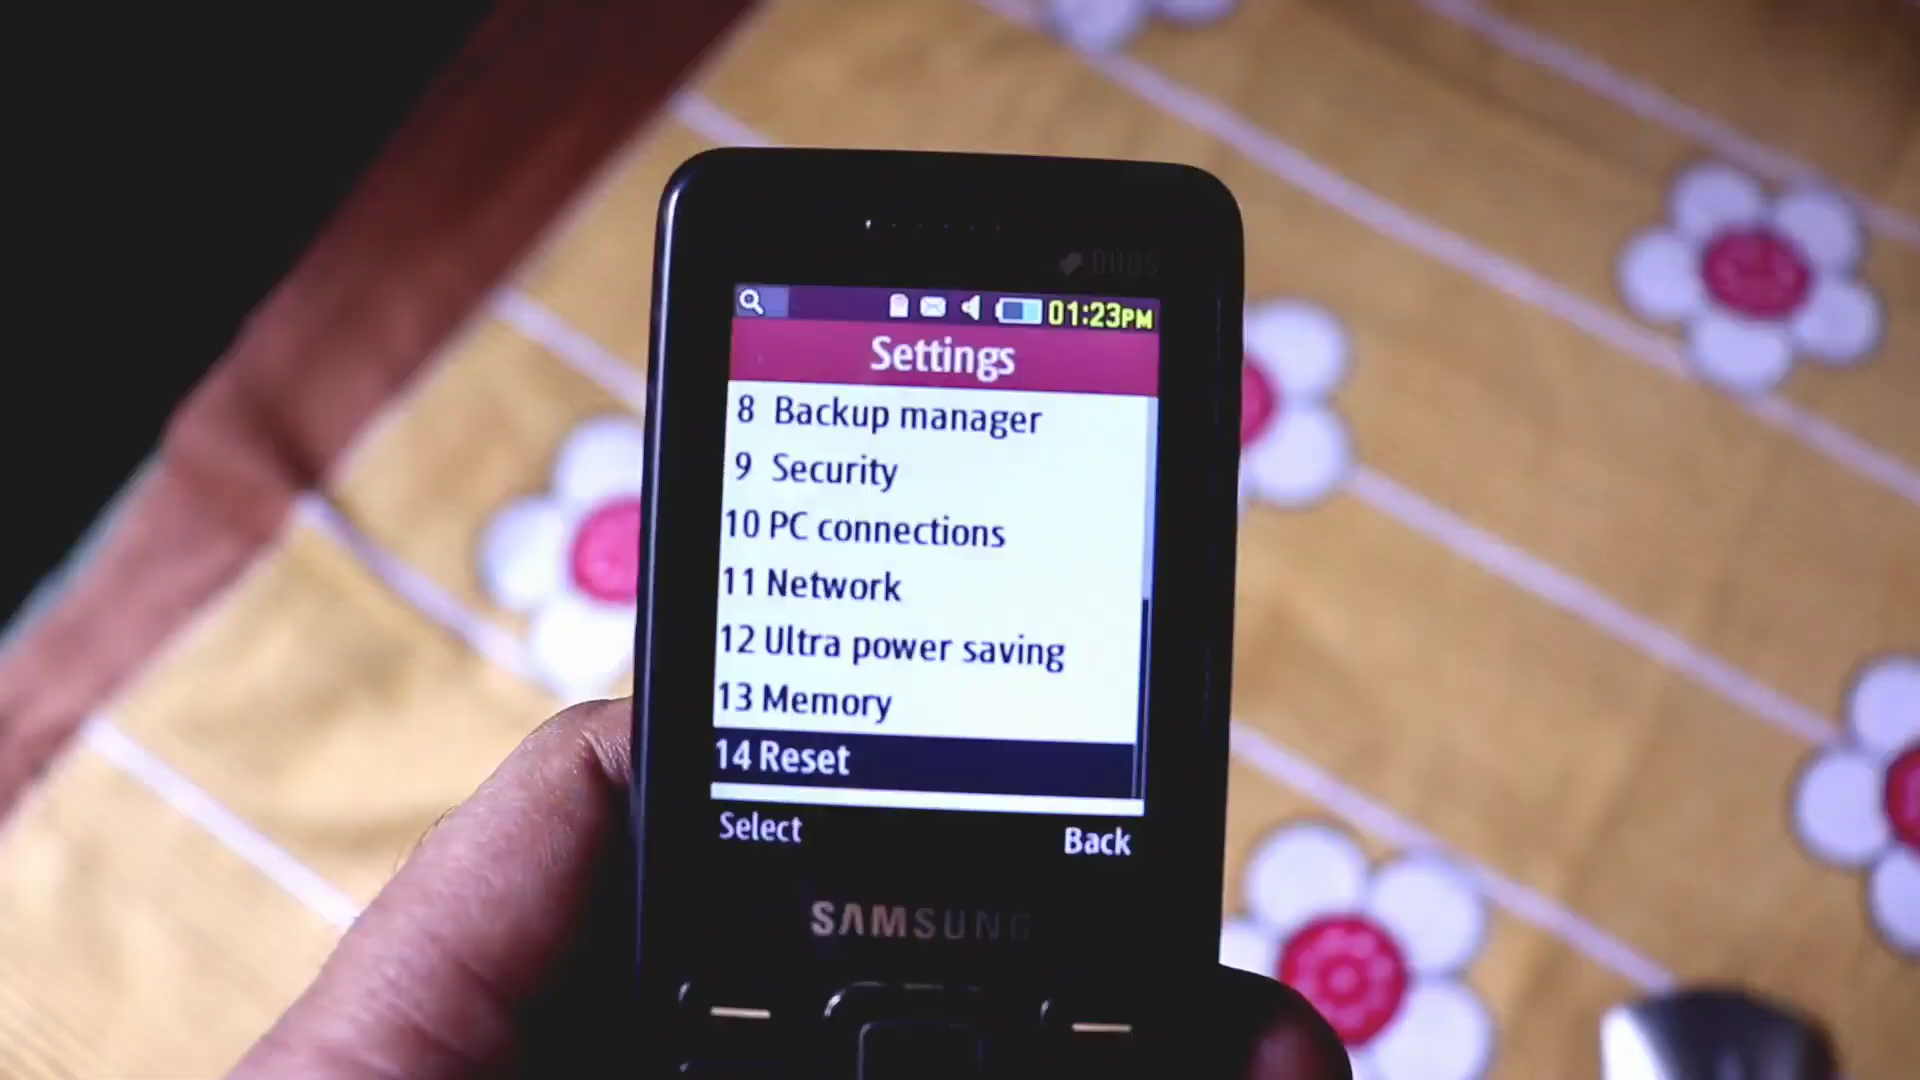 DUOS
01:23PM
Settings
8 Backup manager
9 Security
10 PC connections
11 Network
12 Ultra power saving
13 Memory
14 Reset
Select Back
SAMSUNG